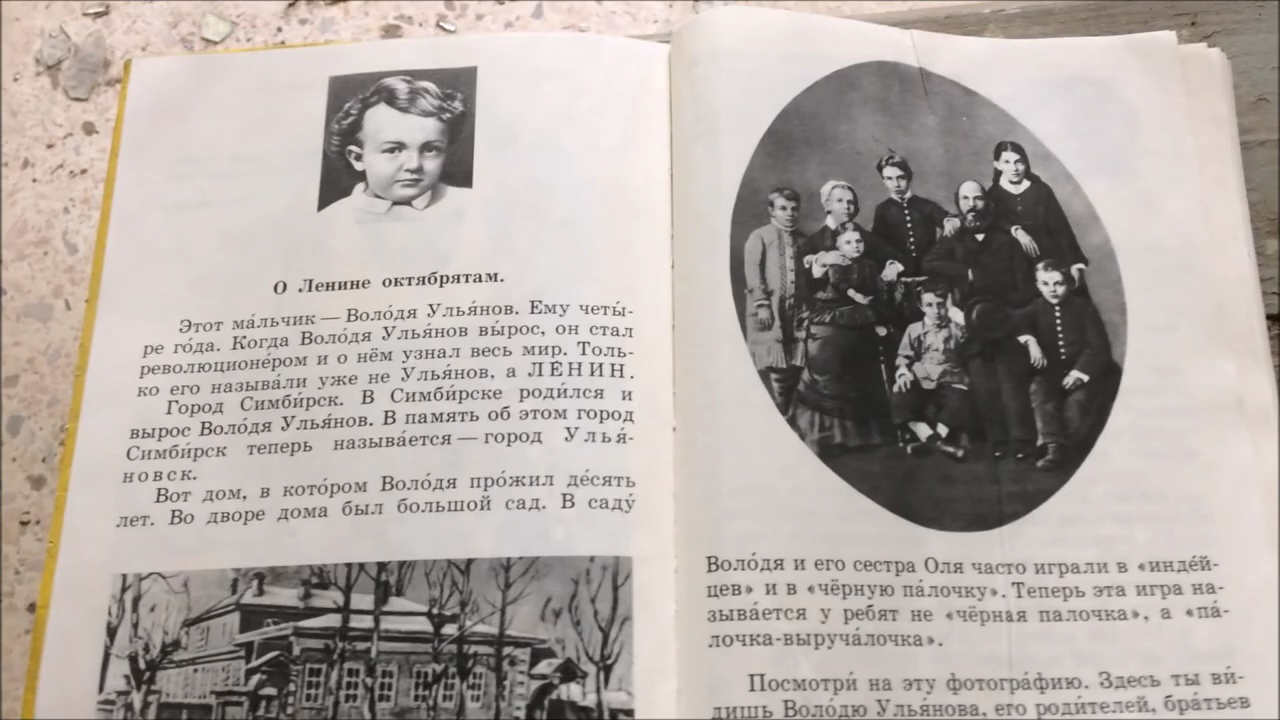 О Ленине октябрятам.
Этот ма́льчик — Воло́дя Улья́нов. Ему четы́-
ре го́да. Когда Воло́дя Улья́нов вы́рос, он стал
революционе́ром и о нём узнал весь мир. Толь-
ко его называ́ли уже не Улья́нов, а ЛЕ́НИН.
Город Симби́рск. В Симби́рске роди́лся и
вырос Воло́дя Улья́нов. В память об этом город
Симби́рск теперь называ́ется — город Улья́-
новск.
Вот дом, в кото́ром Воло́дя про́жил де́сять
лет. Во дворе дома был большой сад. В саду́
Воло́дя и его сестра Оля часто играли в «инде́й-
цев» и в «чёрную па́лочку». Теперь эта игра на-
зыва́ется у ребят не «чёрная палочка», а «па́-
лочка-выруча́лочка».
Посмотри́ на эту фотогра́фию. Здесь ты ви́-
дишь Воло́дю Улья́нова, его роди́телей, братьев